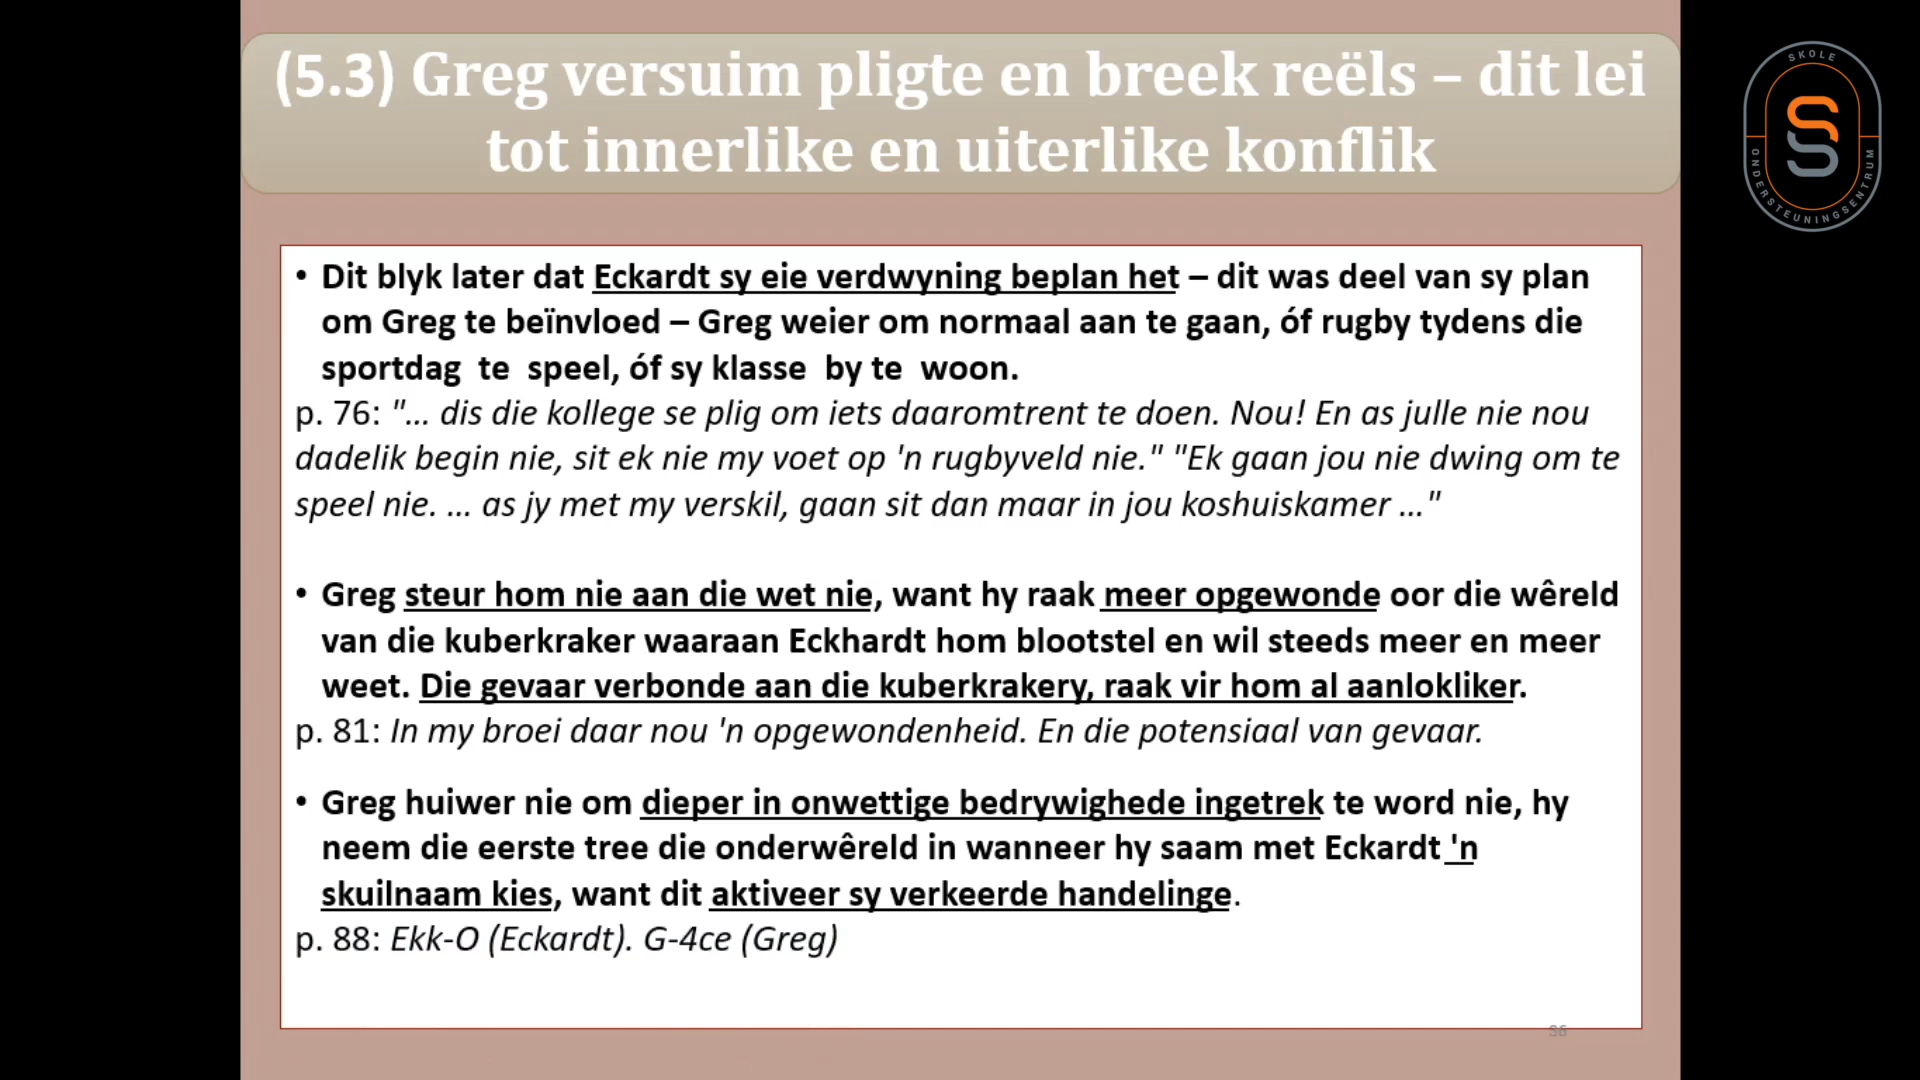 (5.3) Greg versuim pligte en breek reëls – dit lei
tot innerlike en uiterlike konflik
SKOLE
ONDERSTEUNINGSENTRUM
• Dit blyk later dat Eckardt sy eie verdwyning beplan het – dit was deel van sy plan
om Greg te beïnvloed – Greg weier om normaal aan te gaan, óf rugby tydens die
sportdag te speel, óf sy klasse by te woon.
p. 76: "... dis die kollege se plig om iets daaromtrent te doen. Nou! En as julle nie nou
dadelik begin nie, sit ek nie my voet op 'n rugbyveld nie." "Ek gaan jou nie dwing om te
speel nie. ... as jy met my verskil, gaan sit dan maar in jou koshuiskamer ..."
• Greg steur hom nie aan die wet nie, want hy raak meer opgewonde oor die wêreld
van die kuberkraker waaraan Eckhardt hom blootstel en wil steeds meer en meer
weet. Die gevaar verbonde aan die kuberkrakery, raak vir hom al aanlokliker.
p. 81: In my broei daar nou 'n opgewondenheid. En die potensiaal van gevaar.
• Greg huiwer nie om dieper in onwettige bedrywighede ingetrek te word nie, hy
neem die eerste tree die onderwêreld in wanneer hy saam met Eckardt 'n
skuilnaam kies, want dit aktiveer sy verkeerde handelinge.
p. 88: Ekk-O (Eckardt). G-4ce (Greg)